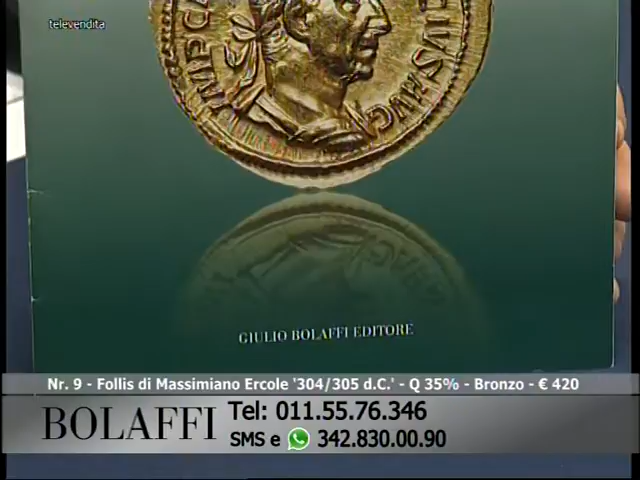 televendita
IMP C
CIVS AVG
GIULIO BOLAFFI EDITORE
Nr. 9 - Follis di Massimiano Ercole '304/305 d.C.' - Q 35% - Bronzo - € 420
BOLAFFI
Tel: 011.55.76.346
SMS e 342.830.00.90